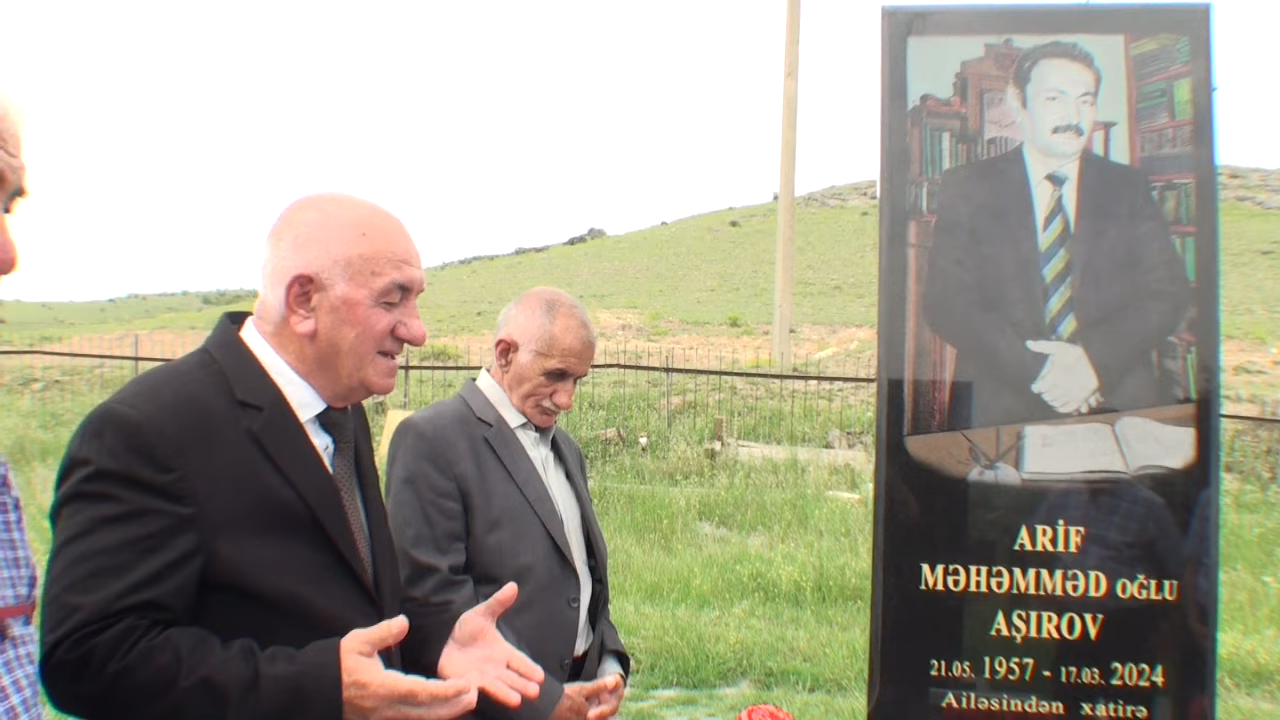 ARİF
MƏHƏMMƏD OĞLU
AŞIROV
21.05. 1957 - 17.03. 2024
Ailəsindən xatirə